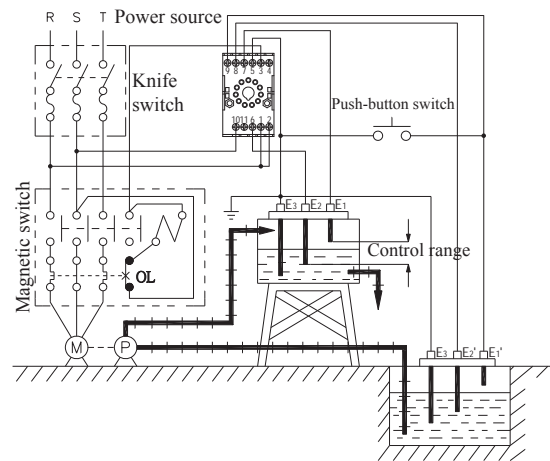 R S T Power source
Knife switch
9 8 7 5 3 4
10 11 6 1 2
Push-button switch
Magnetic switch
OL
E3 E2 E1
Control range
M P
E3 E2' E1'